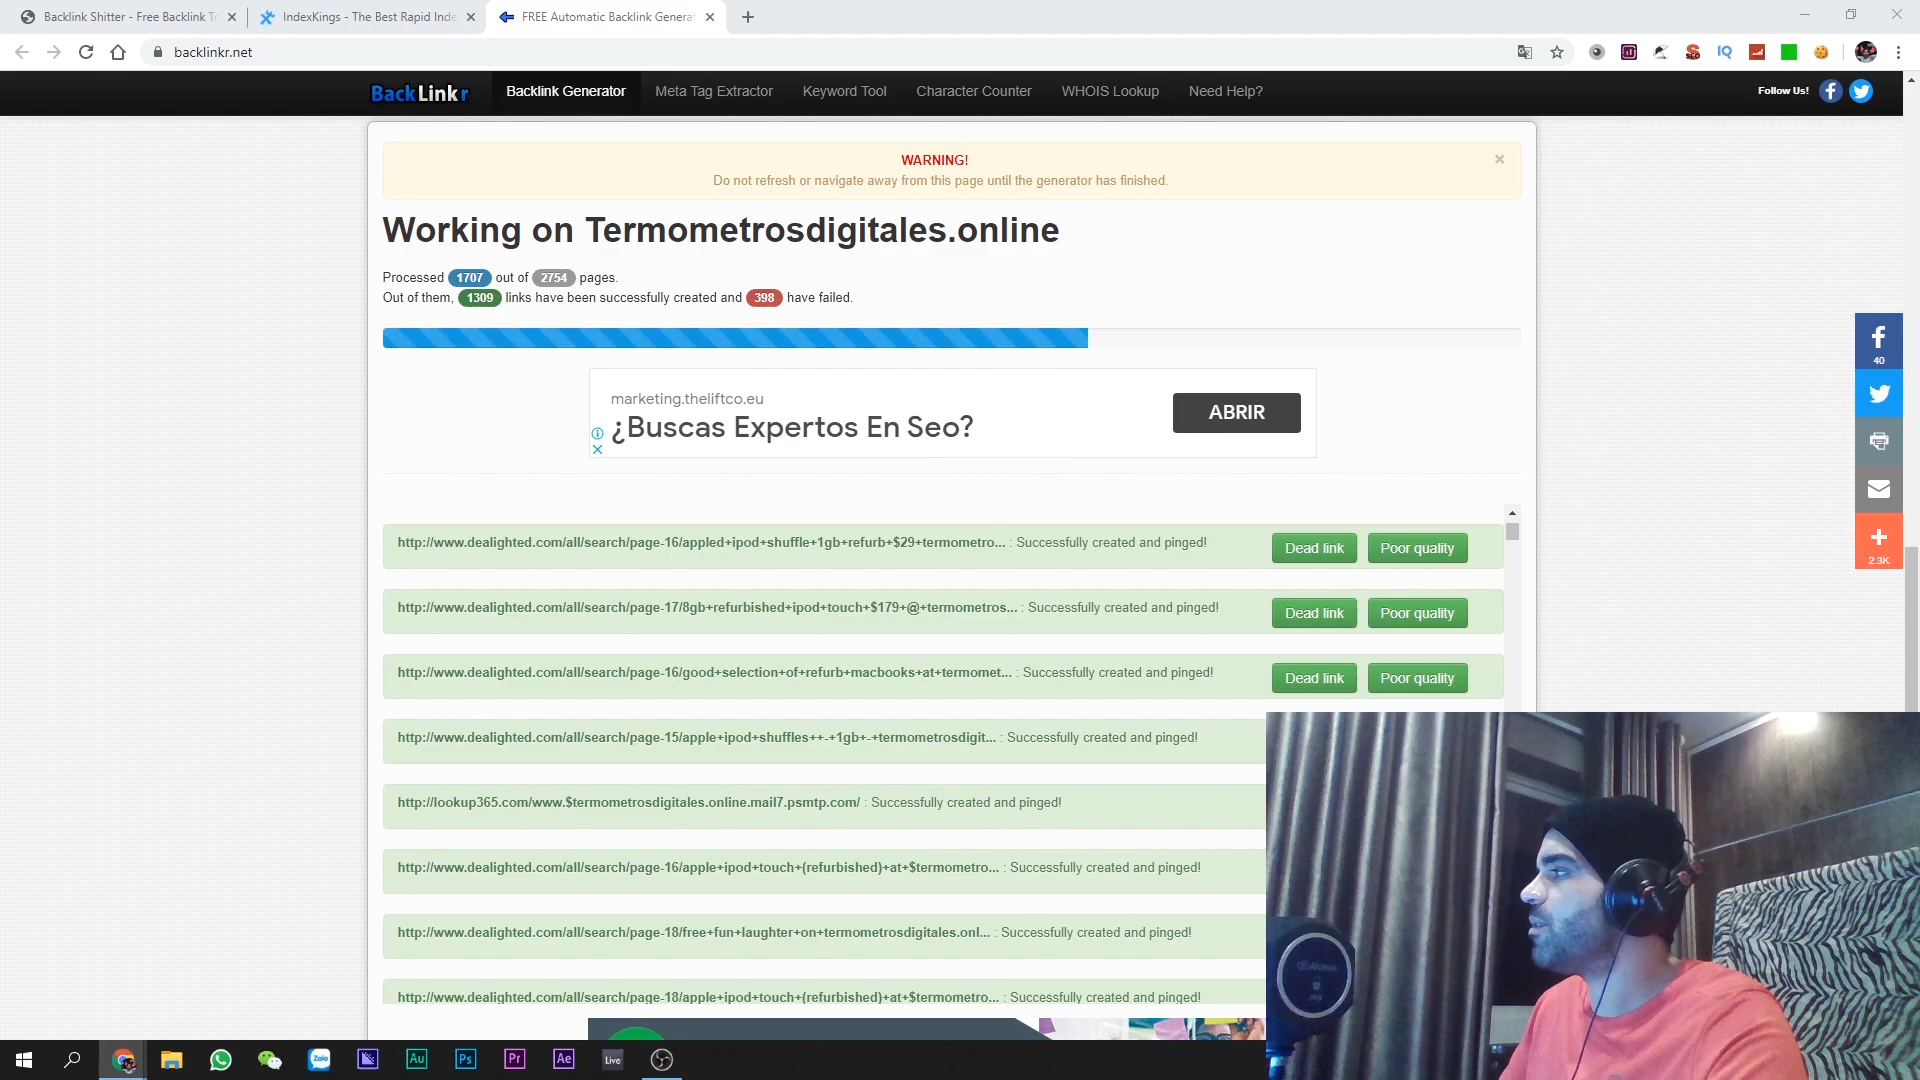 Backlink Shitter - Free Backlink To
IndexKings - The Best Rapid Inde
FREE Automatic Backlink Generat
backlinkr.net
BackLinkr
Backlink Generator
Meta Tag Extractor
Keyword Tool
Character Counter
WHOIS Lookup
Need Help?
Follow Us!
WARNING!
Do not refresh or navigate away from this page until the generator has finished.
Working on Termometrosdigitales.online
Processed 1707 out of 2754 pages.
Out of them, 1309 links have been successfully created and 398 have failed.
marketing.theliftco.eu
¿Buscas Expertos En Seo?
ABRIR
40
2.3K
http://www.dealighted.com/all/search/page-16/appled+ipod+shuffle+1gb+refurb+$29+termometro... : Successfully created and pinged!
Dead link
Poor quality
http://www.dealighted.com/all/search/page-17/8gb+refurbished+ipod+touch+$179+@+termometros... : Successfully created and pinged!
Dead link
Poor quality
http://www.dealighted.com/all/search/page-16/good+selection+of+refurb+macbooks+at+termomet... : Successfully created and pinged!
Dead link
Poor quality
http://www.dealighted.com/all/search/page-15/apple+ipod+shuffles++-+1gb+-+termometrosdigit... : Successfully created and pinged!
http://lookup365.com/www.$termometrosdigitales.online.mail7.psmtp.com/ : Successfully created and pinged!
http://www.dealighted.com/all/search/page-16/apple+ipod+touch+(refurbished)+at+$termometro... : Successfully created and pinged!
http://www.dealighted.com/all/search/page-18/free+fun+laughter+on+termometrosdigitales.onl... : Successfully created and pinged!
http://www.dealighted.com/all/search/page-18/apple+ipod+touch+(refurbished)+at+$termometro... : Successfully created and pinged!
SEO
IQ
Zalo
Au
Ps
Pr
Ae
Live